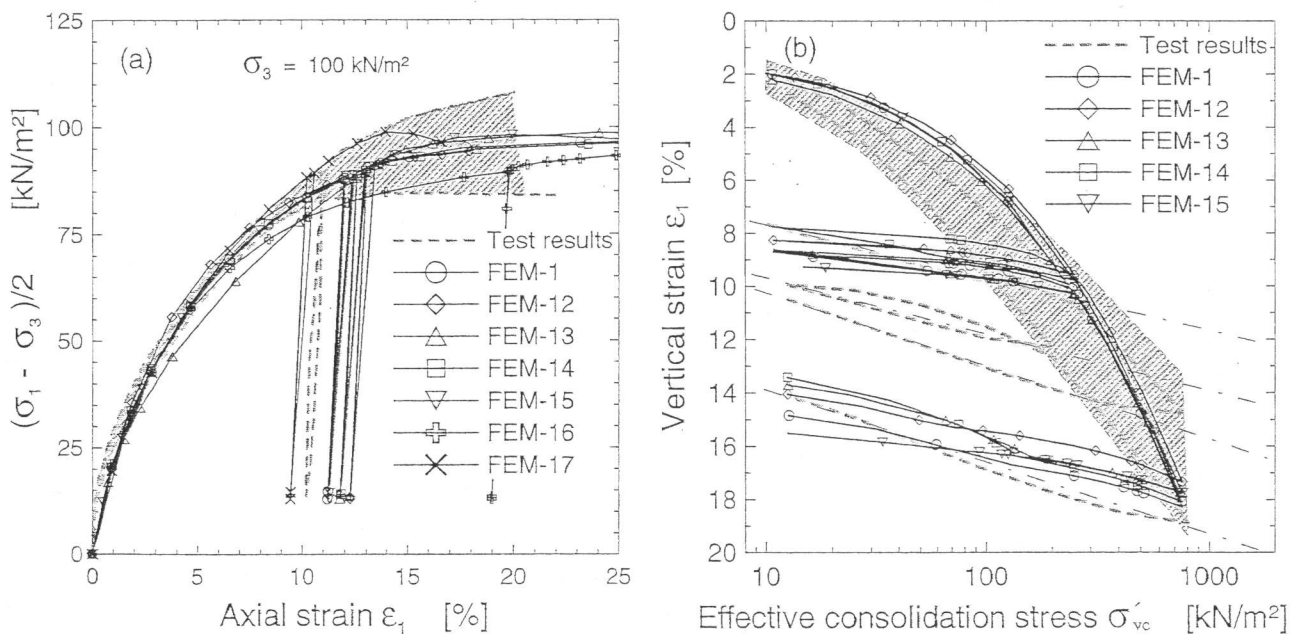 125
100
75
50
25
0
(σ₁ - σ₃)/2 [kN/m²]
(a)
σ₃ = 100 kN/m²
Test results
FEM-1
FEM-12
FEM-13
FEM-14
FEM-15
FEM-16
FEM-17
0 5 10 15 20 25
Axial strain ε₁ [%]
0
2
4
6
8
10
12
14
16
18
20
Vertical strain ε₁ [%]
(b)
Test results
FEM-1
FEM-12
FEM-13
FEM-14
FEM-15
10 100 1000
Effective consolidation stress σ´vc [kN/m²]